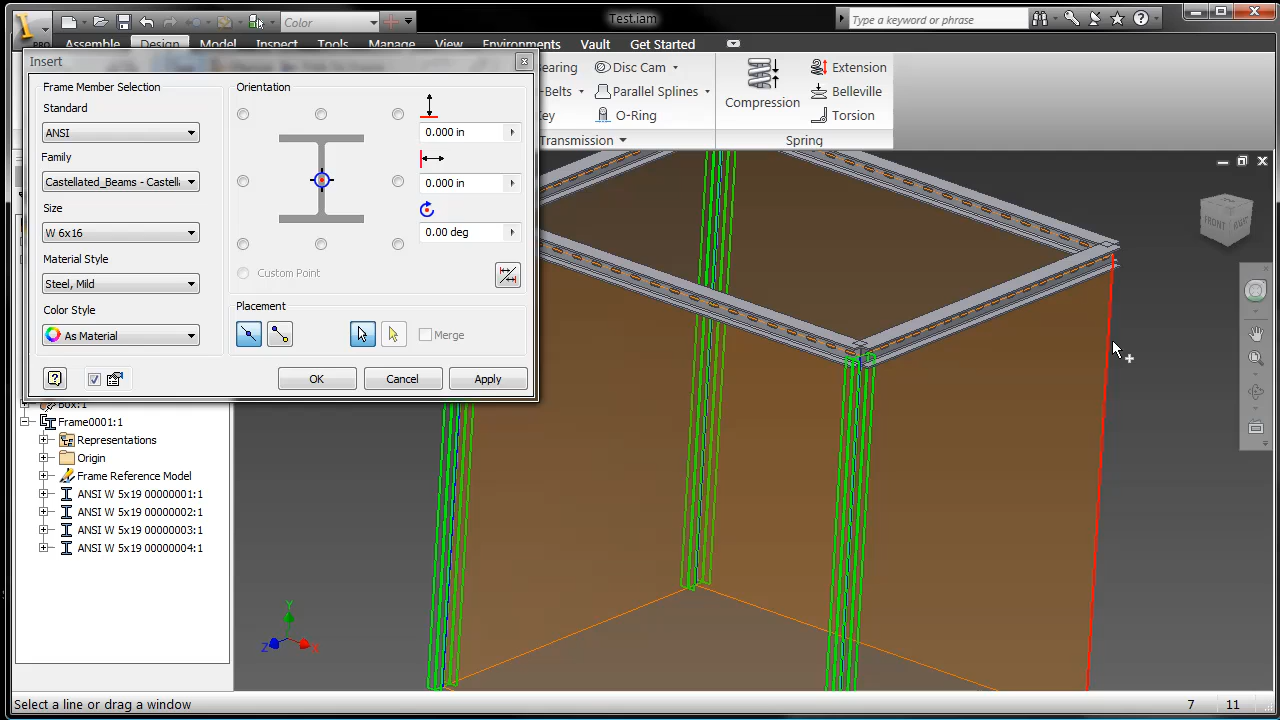 Color
Test.iam
Type a keyword or phrase
PRO
Assemble Design Model Inspect Tools Manage View Environments Vault Get Started
Insert
Frame Member Selection
Standard
ANSI
Family
Castellated_Beams - Castell
Size
W 6x16
Material Style
Steel, Mild
Color Style
As Material
Orientation
0.000 in
0.000 in
0.00 deg
Custom Point
Placement
Merge
OK Cancel Apply
earing Disc Cam
-Belts Parallel Splines
ey O-Ring
Transmission
Compression
Extension
Belleville
Torsion
Spring
FRONT RIGHT
Box:1
Frame0001:1
Representations
Origin
Frame Reference Model
ANSI W 5x19 00000001:1
ANSI W 5x19 00000002:1
ANSI W 5x19 00000003:1
ANSI W 5x19 00000004:1
Y
Z X
Select a line or drag a window 7 11